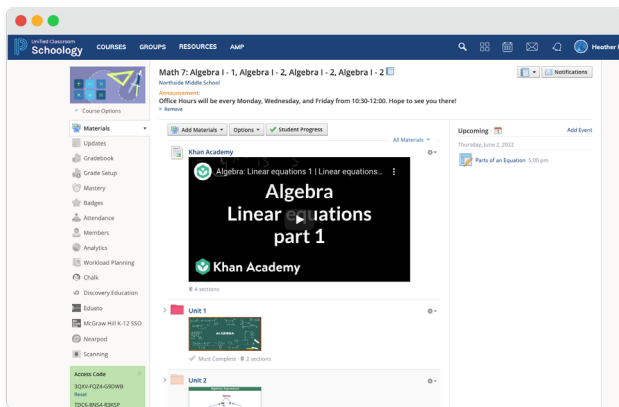 Unified Classroom
Schoology
COURSES GROUPS RESOURCES AMP
Heather
Math 7: Algebra I - 1, Algebra I - 2, Algebra I - 2, Algebra I - 2
Northside Middle School
Announcement:
Office Hours will be every Monday, Wednesday, and Friday from 10:30-12:00. Hope to see you there!
× Remove
Notifications
Course Options
Materials
Updates
Gradebook
Grade Setup
Mastery
Badges
Attendance
Members
Analytics
Workload Planning
Chalk
Discovery Education
Edueto
McGraw Hill K-12 SSO
Nearpod
Scanning
Access Code
3QXV-FQZ4-G9DWB
Reset
7DC6-8NS4-R3KSP
Add Materials Options Student Progress
All Materials
Khan Academy
Algebra: Linear equations 1 | Linear equations...
Algebra
Linear equations
part 1
Khan Academy
4 sections
Unit 1
ALGEBRA
Must Complete · 2 sections
Unit 2
Upcoming
Add Event
Thursday, June 2, 2022
Parts of an Equation 5:00 pm